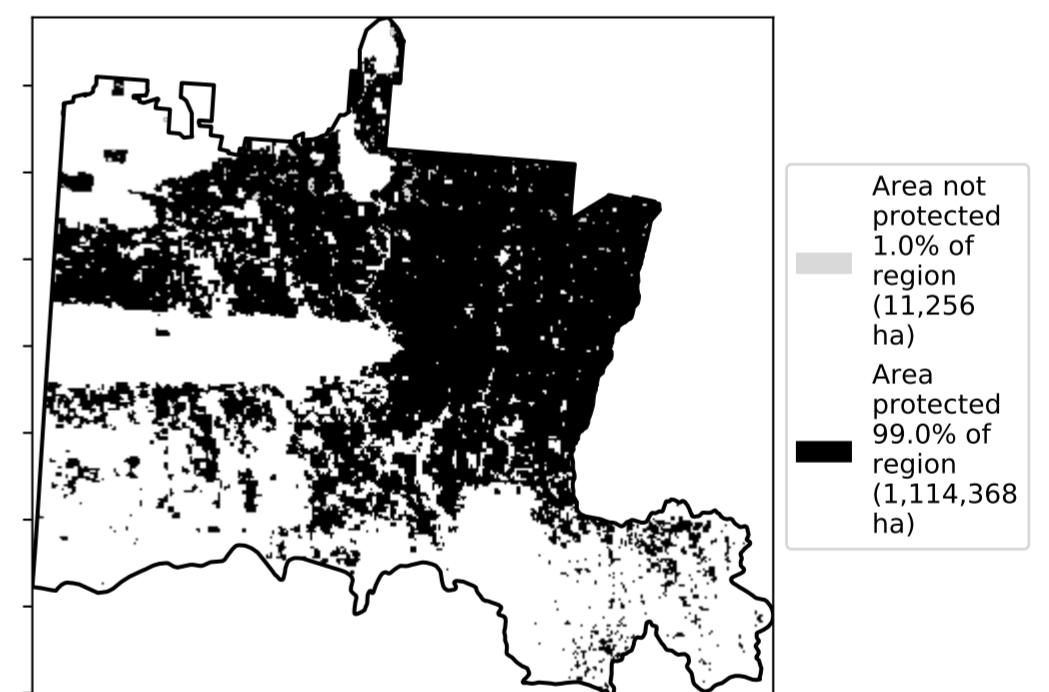 Area not
protected
1.0% of
region
(11,256
ha)
Area
protected
99.0% of
region
(1,114,368
ha)